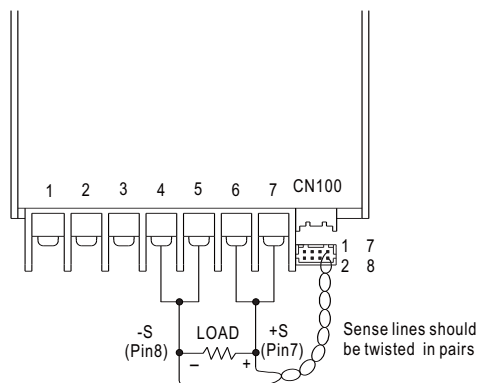 1 2 3 4 5 6 7 CN100
1 7
2 8
-S
(Pin8)
LOAD
+S
(Pin7)
– +
Sense lines should
be twisted in pairs